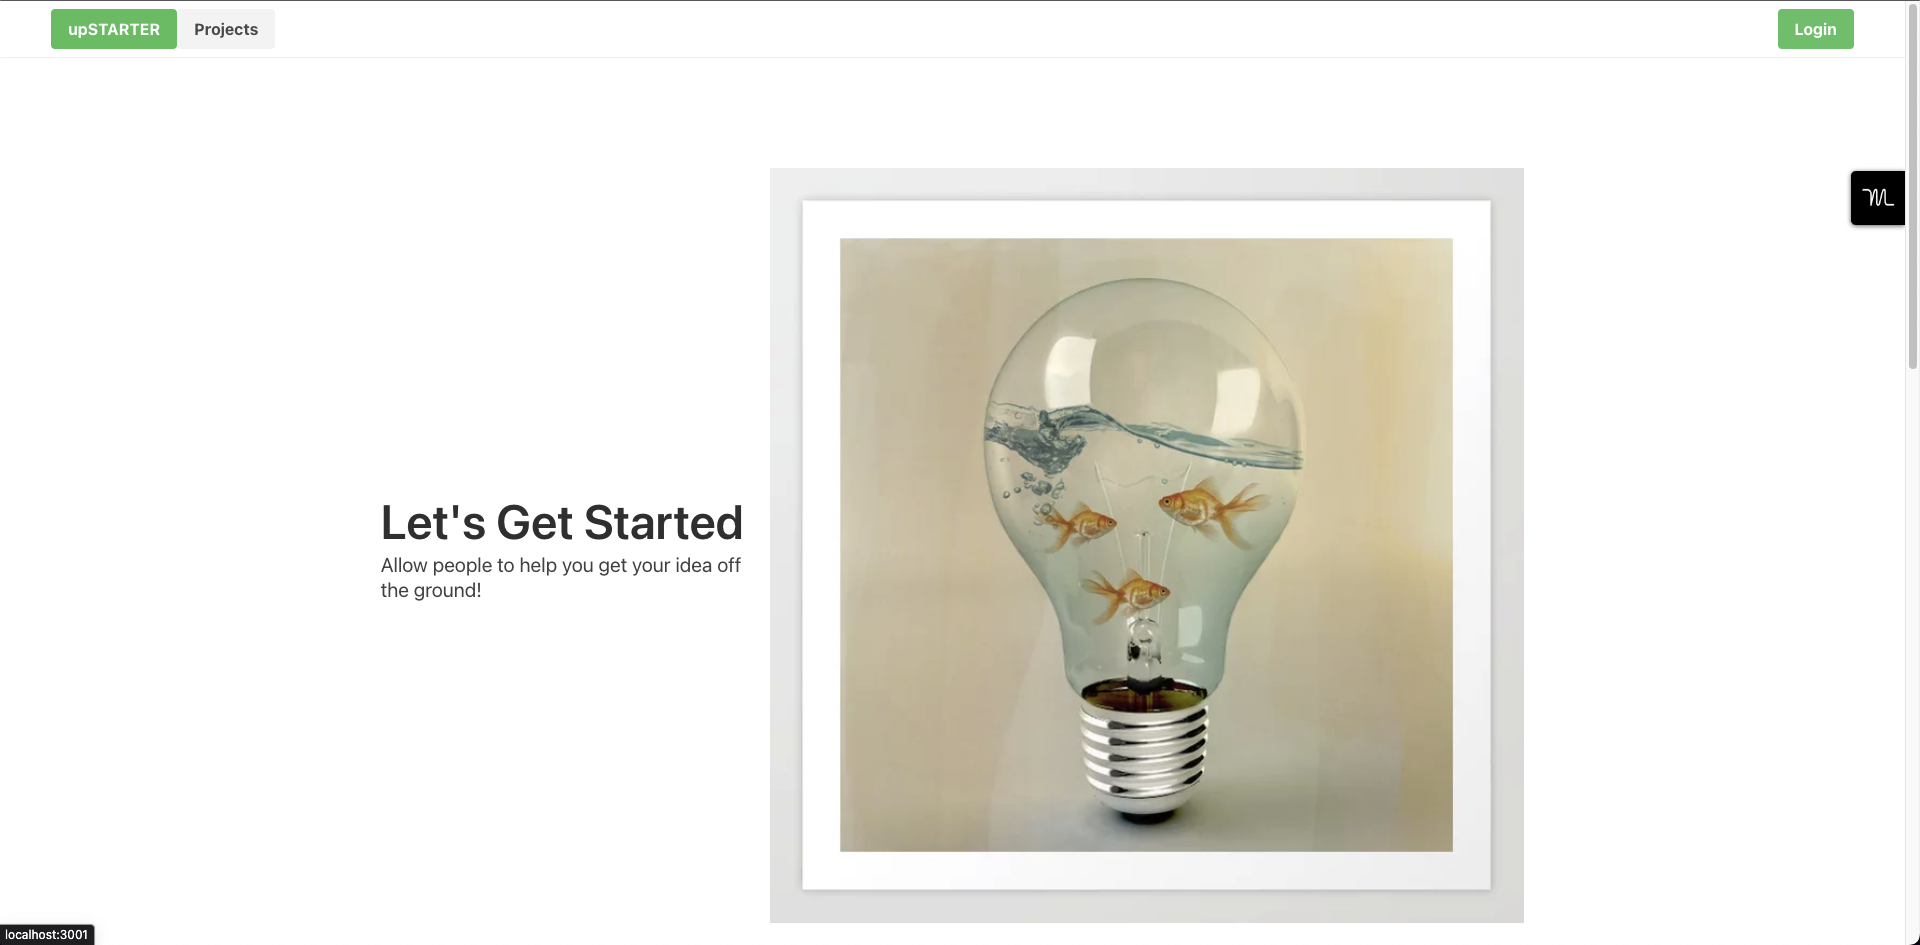 upSTARTER
Projects
Login
Let's Get Started
Allow people to help you get your idea off
the ground!
localhost:3001